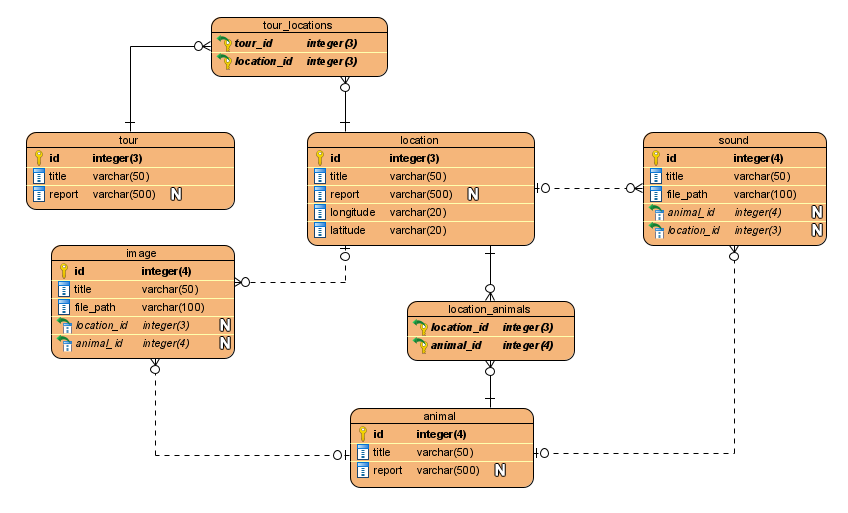 tour_locations
tour_id integer(3)
location_id integer(3)
tour
id integer(3)
title varchar(50)
report varchar(500) N
location
id integer(3)
title varchar(50)
report varchar(500) N
longitude varchar(20)
latitude varchar(20)
sound
id integer(4)
title varchar(50)
file_path varchar(100)
animal_id integer(4) N
location_id integer(3) N
image
id integer(4)
title varchar(50)
file_path varchar(100)
location_id integer(3) N
animal_id integer(4) N
location_animals
location_id integer(3)
animal_id integer(4)
animal
id integer(4)
title varchar(50)
report varchar(500) N